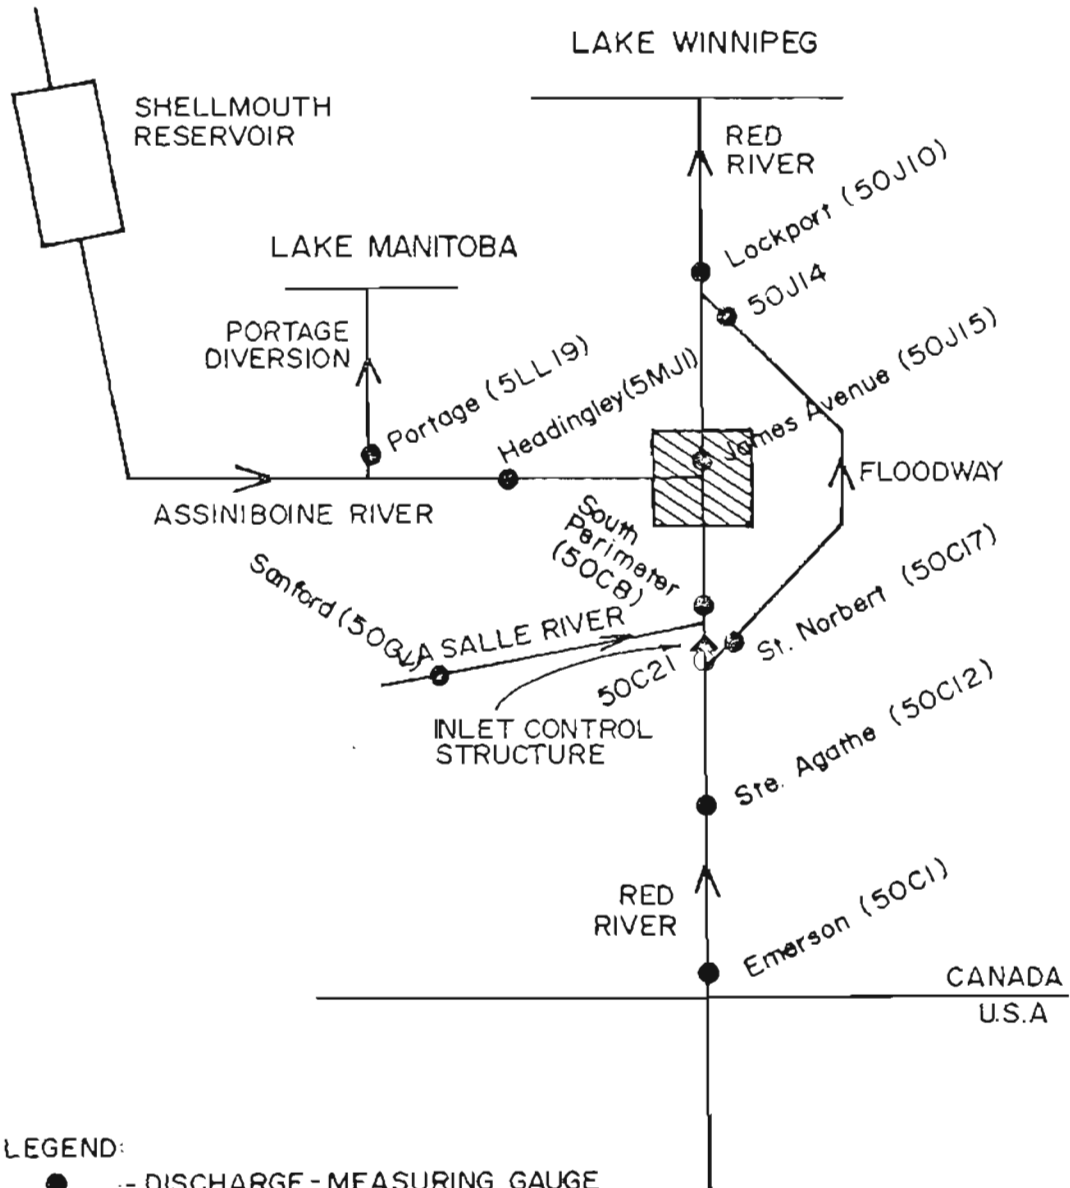 LAKE WINNIPEG
SHELLMOUTH
RESERVOIR
RED
RIVER
Lockport (50J10)
LAKE MANITOBA
50J14
PORTAGE
DIVERSION
Portage (5LL19)
Headingley (5MJ1)
James Avenue (50J15)
FLOODWAY
ASSINIBOINE RIVER
South
Perimeter
(50C8)
Sanford (50G
LA SALLE RIVER
St. Norbert (50C17)
50C21
INLET CONTROL
STRUCTURE
Ste. Agathe (50C12)
RED
RIVER
Emerson (50C1)
CANADA
U.S.A
LEGEND:
- DISCHARGE - MEASURING GAUGE